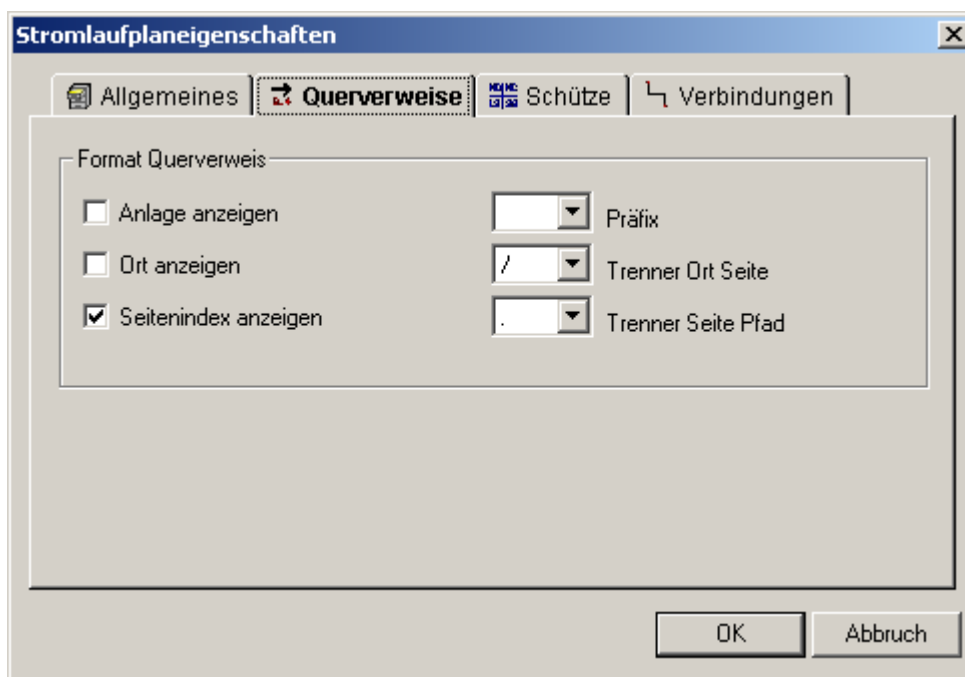 Stromlaufplaneigenschaften
Allgemeines Querverweise Schütze Verbindungen
Format Querverweis
Anlage anzeigen Präfix
Ort anzeigen / Trenner Ort Seite
Seitenindex anzeigen . Trenner Seite Pfad
OK Abbruch